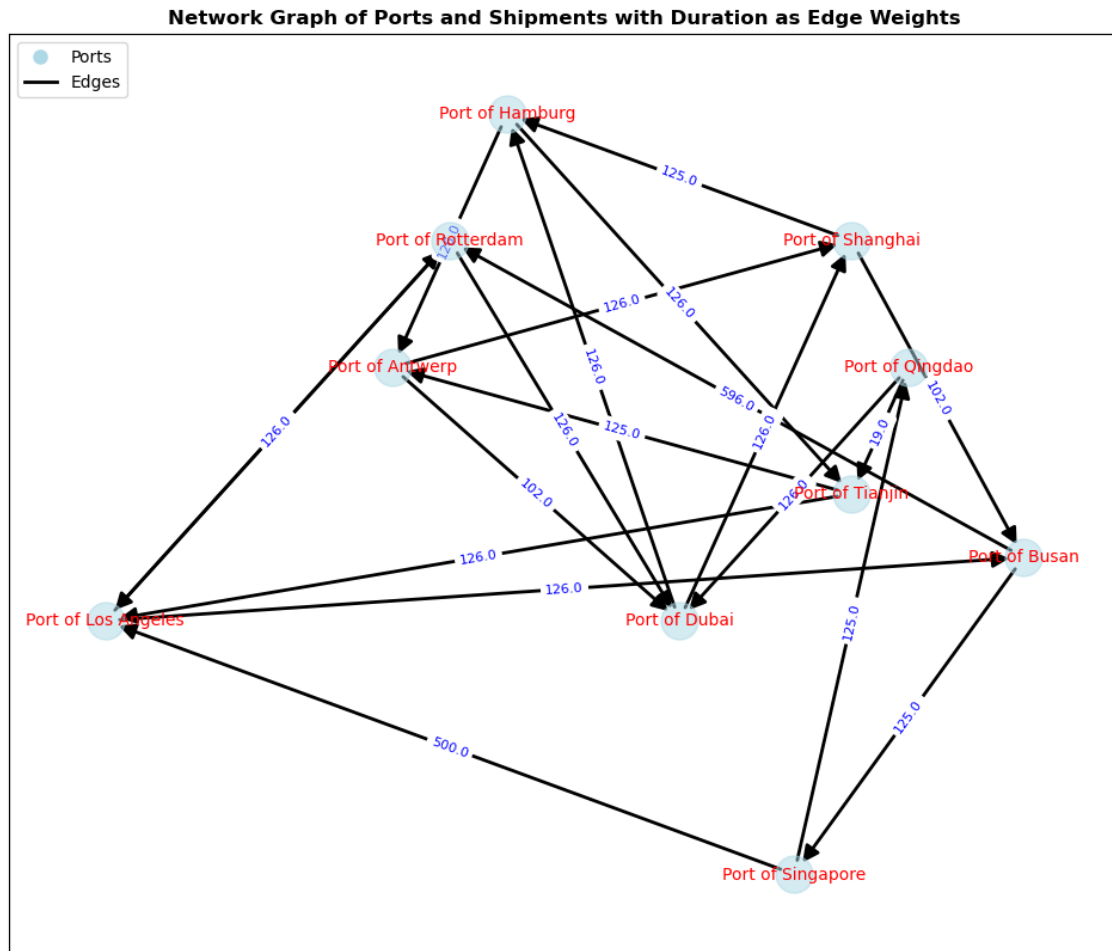 Network Graph of Ports and Shipments with Duration as Edge Weights
Ports
Edges
Port of Hamburg
125.0
Port of Rotterdam
126.0
Port of Shanghai
126.0
126.0
Port of Antwerp
126.0
Port of Qingdao
596.0
102.0
126.0
126.0
125.0
126.0
19.0
102.0
126.0
Port of Tianjin
126.0
Port of Busan
126.0
Port of Los Angeles
Port of Dubai
125.0
125.0
500.0
Port of Singapore